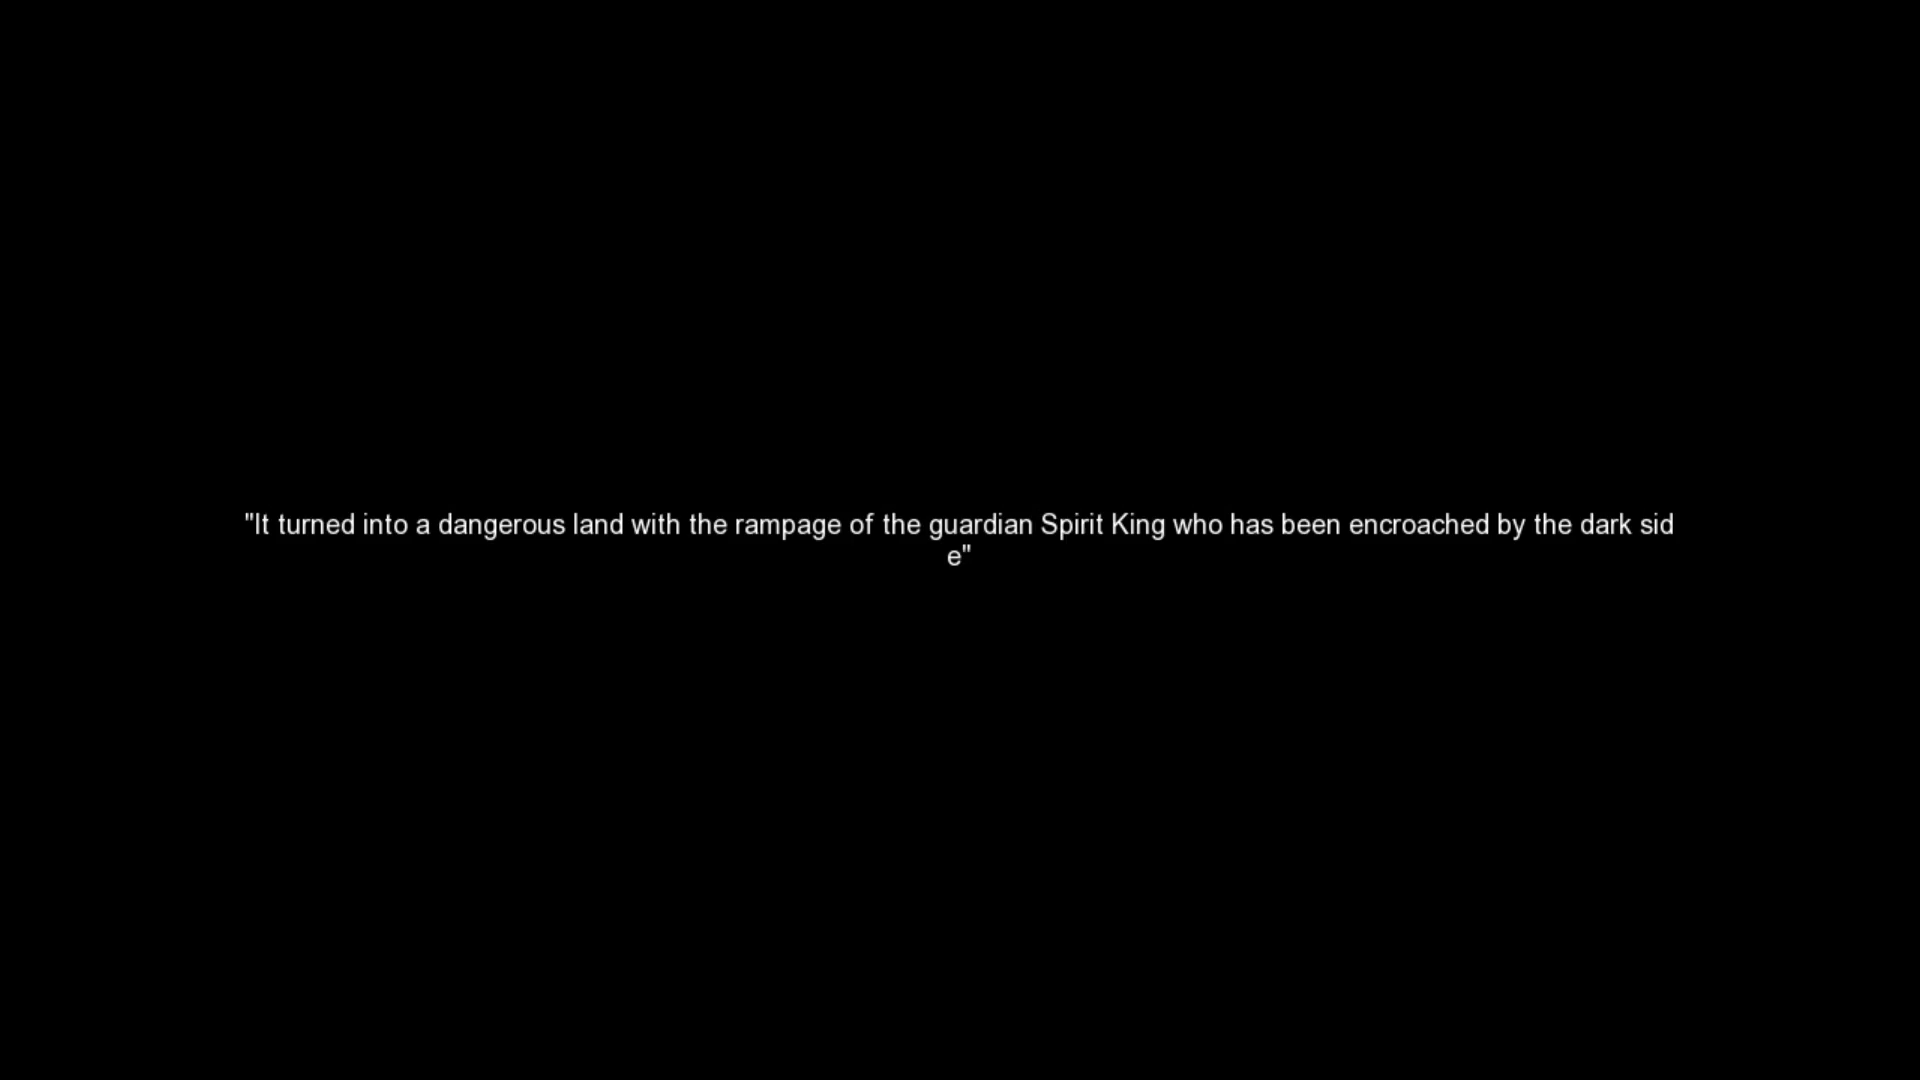 "It turned into a dangerous land with the rampage of the guardian Spirit King who has been encroached by the dark sid
e"